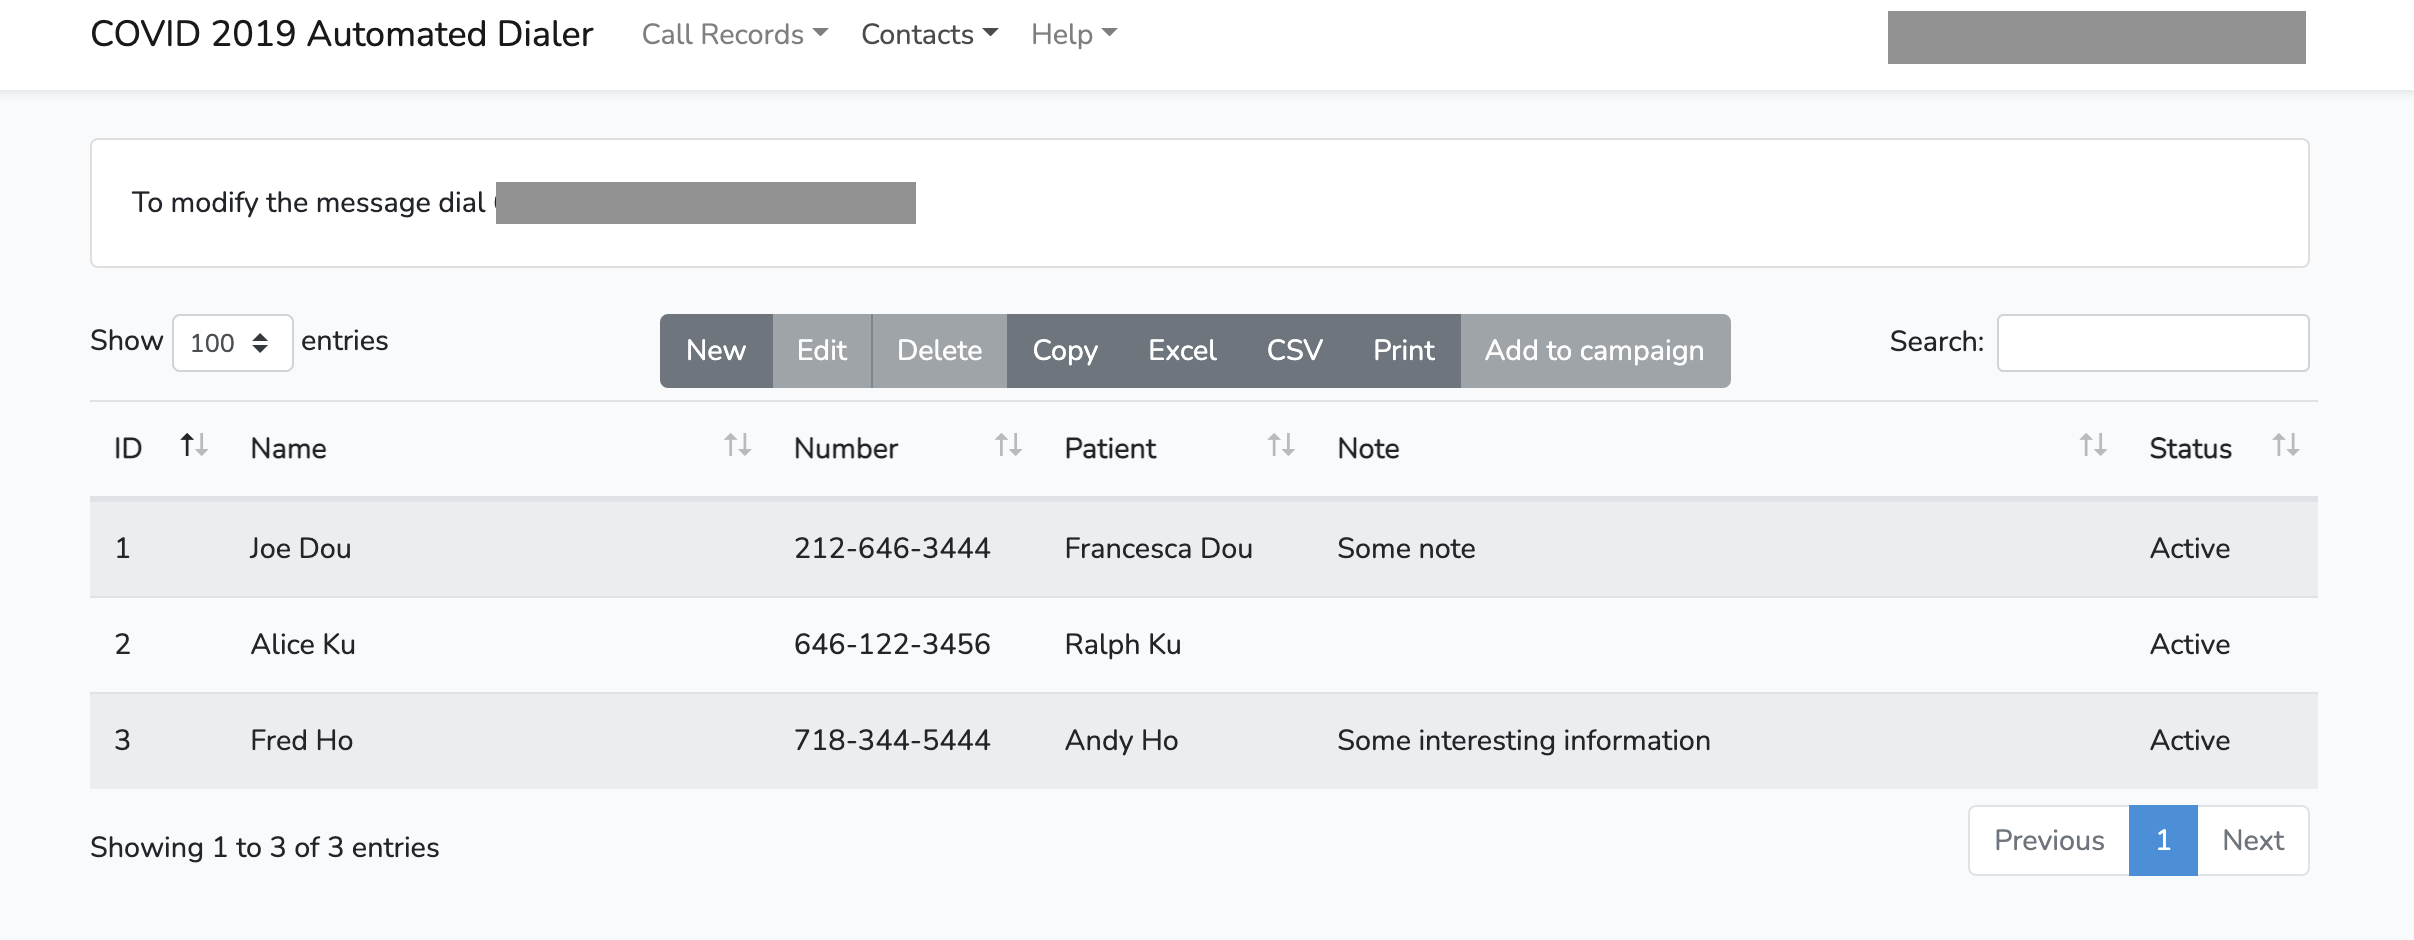 COVID 2019 Automated Dialer Call Records Contacts Help
To modify the message dial
Show 100 entries New Edit Delete Copy Excel CSV Print Add to campaign Search:
ID Name Number Patient Note Status
1 Joe Dou 212-646-3444 Francesca Dou Some note Active
2 Alice Ku 646-122-3456 Ralph Ku Active
3 Fred Ho 718-344-5444 Andy Ho Some interesting information Active
Showing 1 to 3 of 3 entries Previous 1 Next